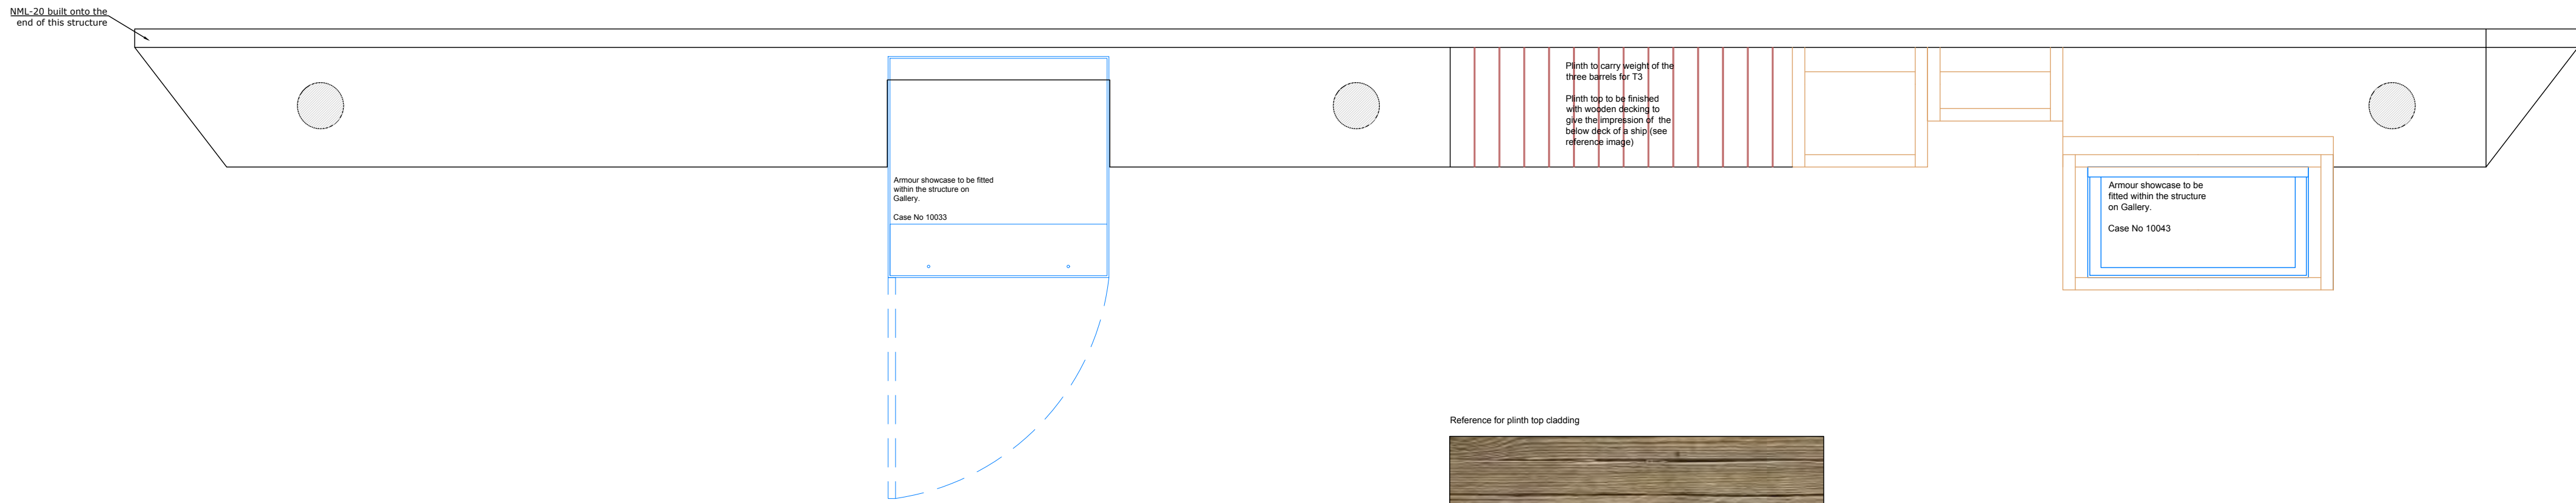 NML-20 built onto the
end of this structure
Plinth to carry weight of the
three barrels for T3
Plinth top to be finished
with wooden decking to
give the impression of  the
below deck of a ship (see
reference image)
Armour showcase to be fitted
within the structure on
Gallery.
Case No 10033
Armour showcase to be
fitted within the structure
on Gallery.
Case No 10043
Reference for plinth top cladding